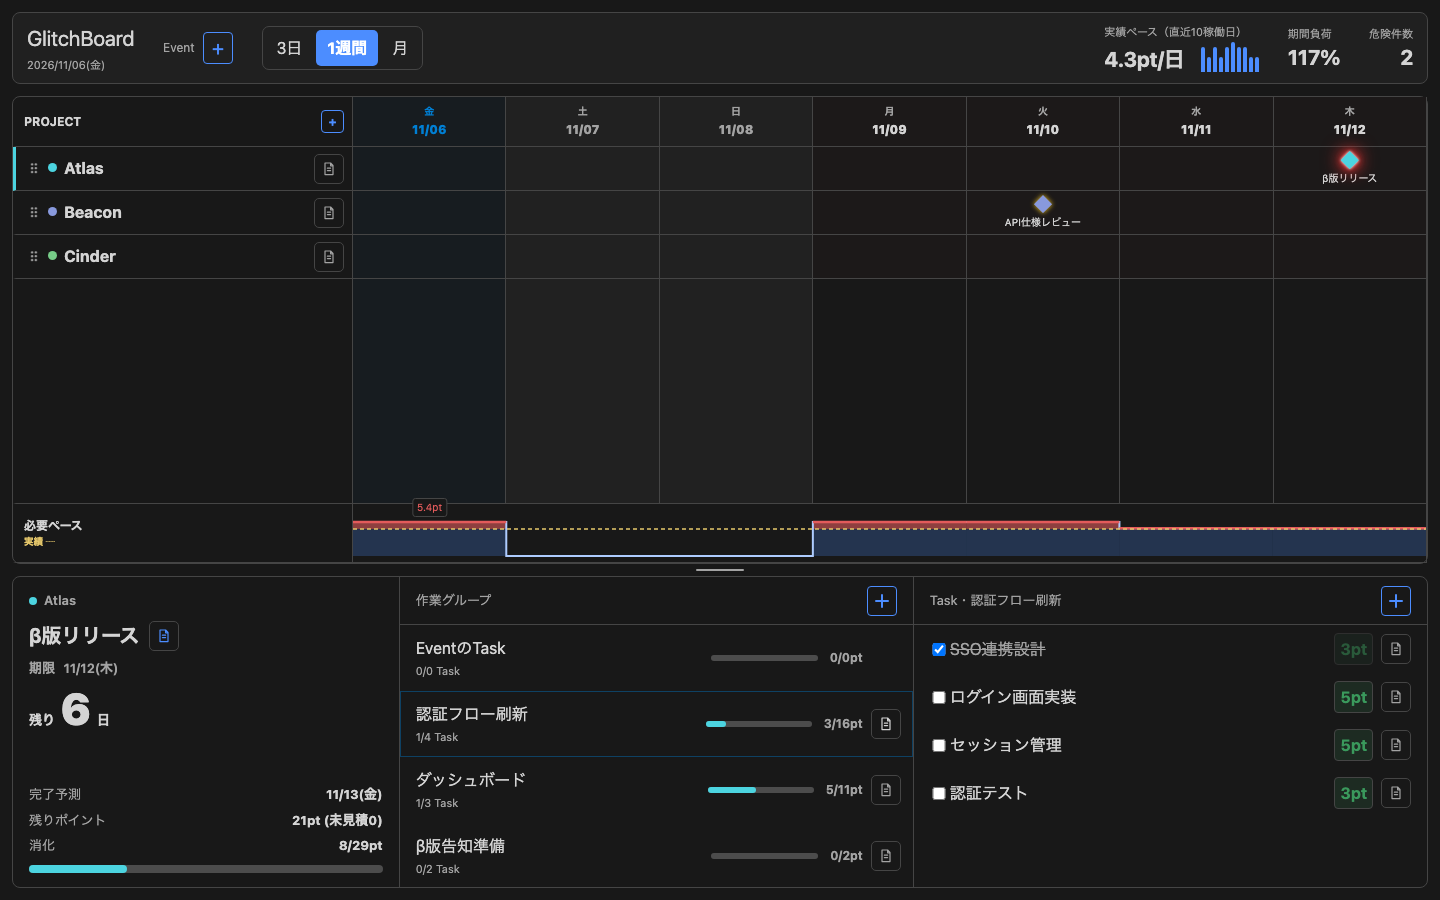 GlitchBoard
2026/11/06(金)
Event
3日
1週間
月
実績ペース（直近10稼働日）
4.3pt/日
期間負荷
117%
危険件数
2
PROJECT
金
11/06
土
11/07
日
11/08
月
11/09
火
11/10
水
11/11
木
11/12
Atlas
β版リリース
Beacon
API仕様レビュー
Cinder
5.4pt
必要ペース
実績
Atlas
β版リリース
期限 11/12(木)
残り 6 日
完了予測 11/13(金)
残りポイント 21pt (未見積0)
消化 8/29pt
作業グループ
EventのTask
0/0 Task
0/0pt
認証フロー刷新
1/4 Task
3/16pt
ダッシュボード
1/3 Task
5/11pt
β版告知準備
0/2 Task
0/2pt
Task・認証フロー刷新
SSO連携設計 3pt
ログイン画面実装 5pt
セッション管理 5pt
認証テスト 3pt